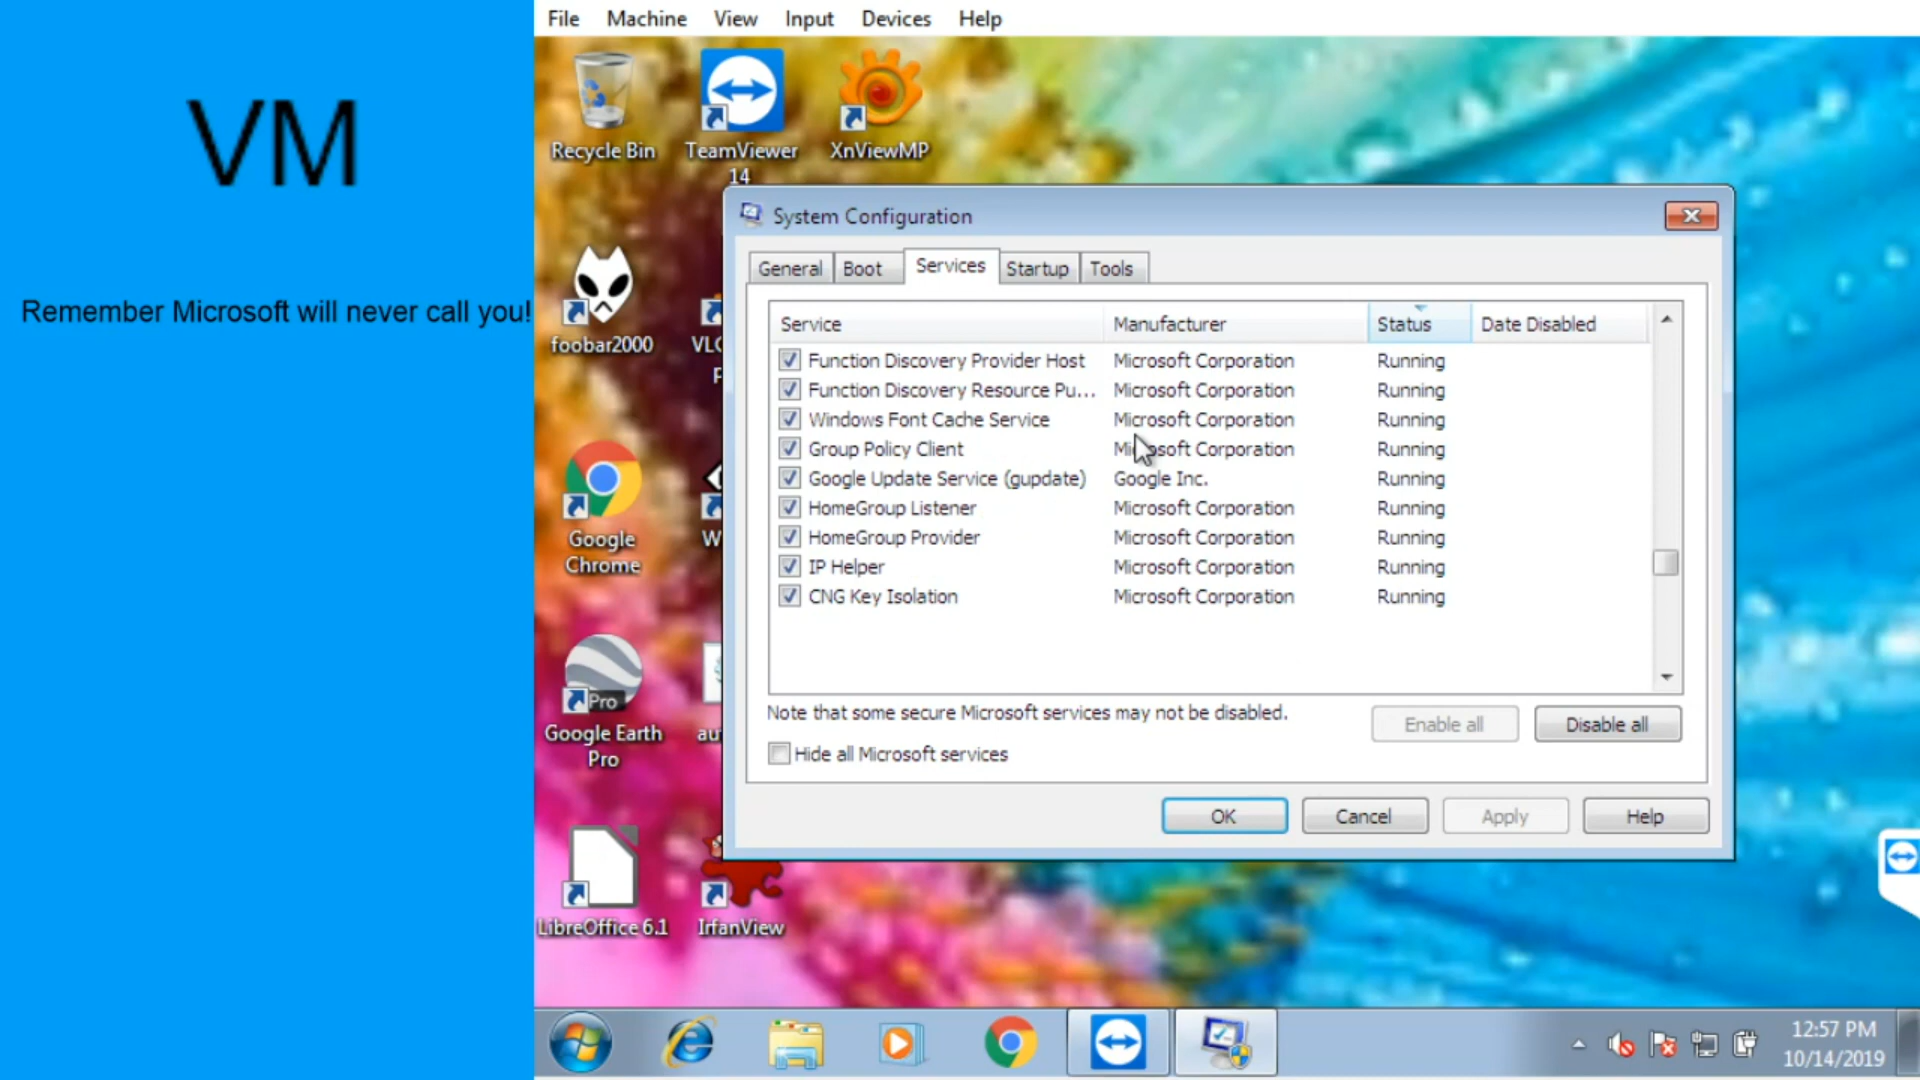 VM
Remember Microsoft will never call you!
File Machine View Input Devices Help
Recycle Bin
TeamViewer
14
XnViewMP
foobar2000
Google
Chrome
Pro
Google Earth
Pro
LibreOffice 6.1
IrfanView
System Configuration
General Boot Services Startup Tools
Service Manufacturer Status Date Disabled
Function Discovery Provider Host Microsoft Corporation Running
Function Discovery Resource Pu... Microsoft Corporation Running
Windows Font Cache Service Microsoft Corporation Running
Group Policy Client Microsoft Corporation Running
Google Update Service (gupdate) Google Inc. Running
HomeGroup Listener Microsoft Corporation Running
HomeGroup Provider Microsoft Corporation Running
IP Helper Microsoft Corporation Running
CNG Key Isolation Microsoft Corporation Running
Note that some secure Microsoft services may not be disabled.
Enable all Disable all
Hide all Microsoft services
OK Cancel Apply Help
12:57 PM
10/14/2019